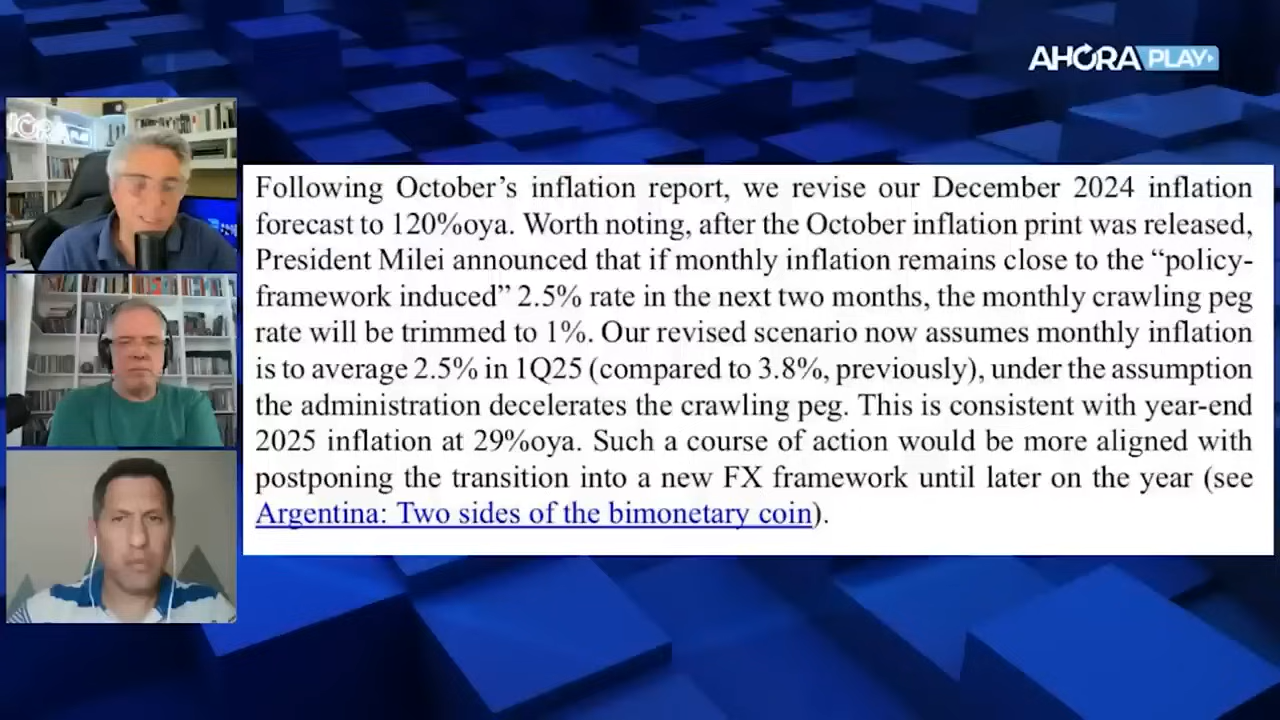 AHORA PLAY
Following October’s inflation report, we revise our December 2024 inflation
forecast to 120%oya. Worth noting, after the October inflation print was released,
President Milei announced that if monthly inflation remains close to the “policy-
framework induced” 2.5% rate in the next two months, the monthly crawling peg
rate will be trimmed to 1%. Our revised scenario now assumes monthly inflation
is to average 2.5% in 1Q25 (compared to 3.8%, previously), under the assumption
the administration decelerates the crawling peg. This is consistent with year-end
2025 inflation at 29%oya. Such a course of action would be more aligned with
postponing the transition into a new FX framework until later on the year (see
Argentina: Two sides of the bimonetary coin).